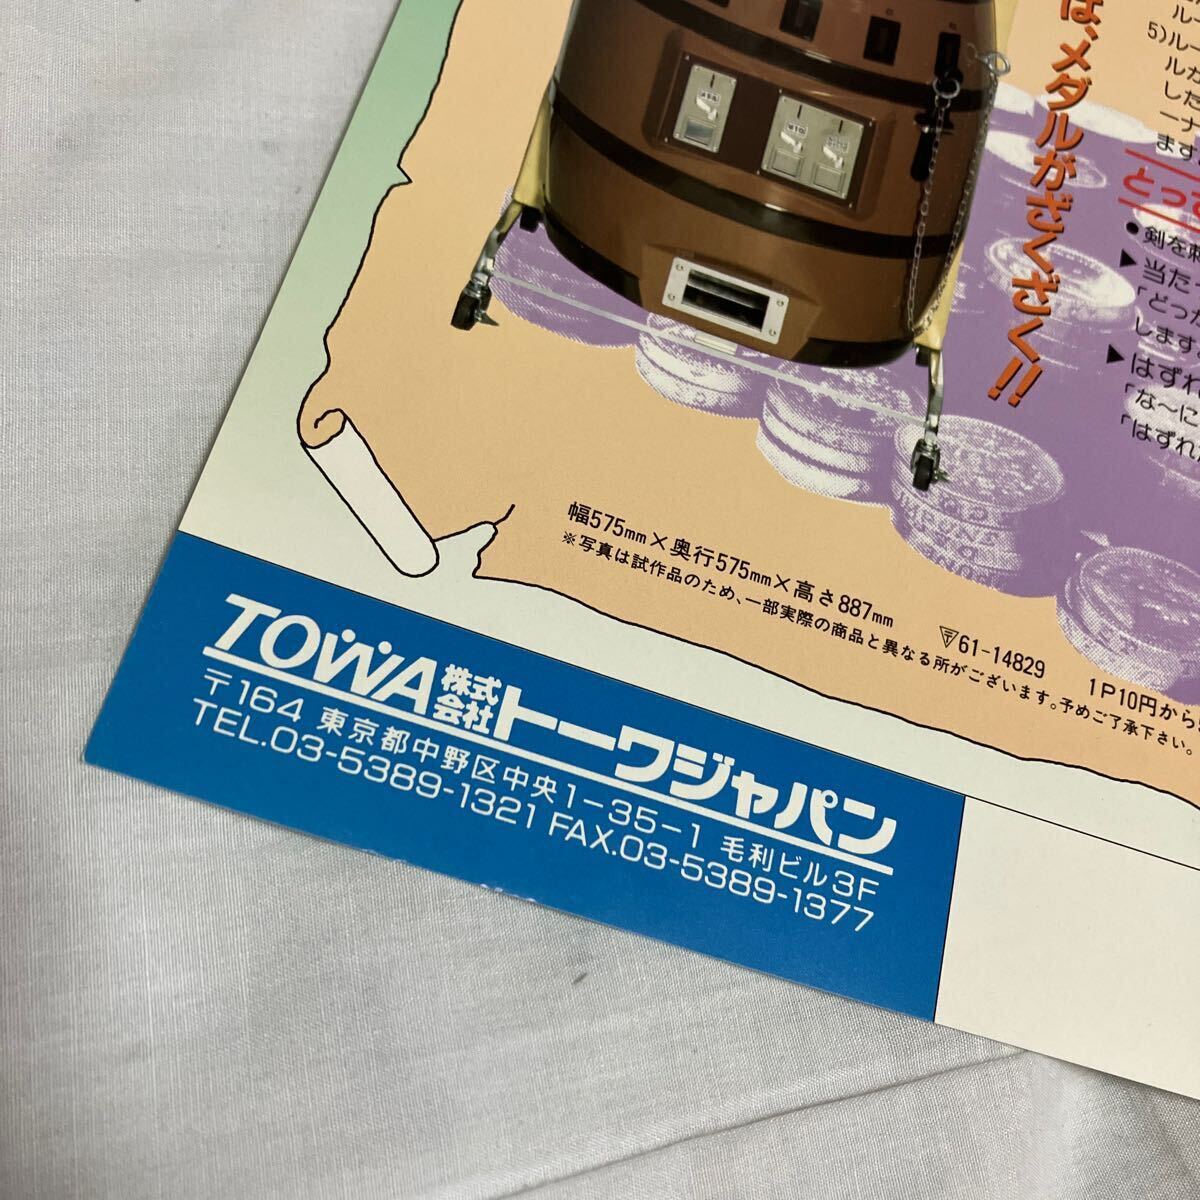 ルー
5)ルー
ルが
した
ーナ
ます
は、メダルがざくざく!!
●剣を刺
▶当た
「どっか
します
▶はずれ
「な〜に
「はずれた
幅575mm×奥行575mm×高さ887mm
〒61-14829
1P10円から
※写真は試作品のため、一部実際の商品と異なる所がございます。予めご了承下さい。
TOWA 株式会社トーワジャパン
〒164 東京都中野区中央1-35-1 毛利ビル3F
TEL.03-5389-1321 FAX.03-5389-1377